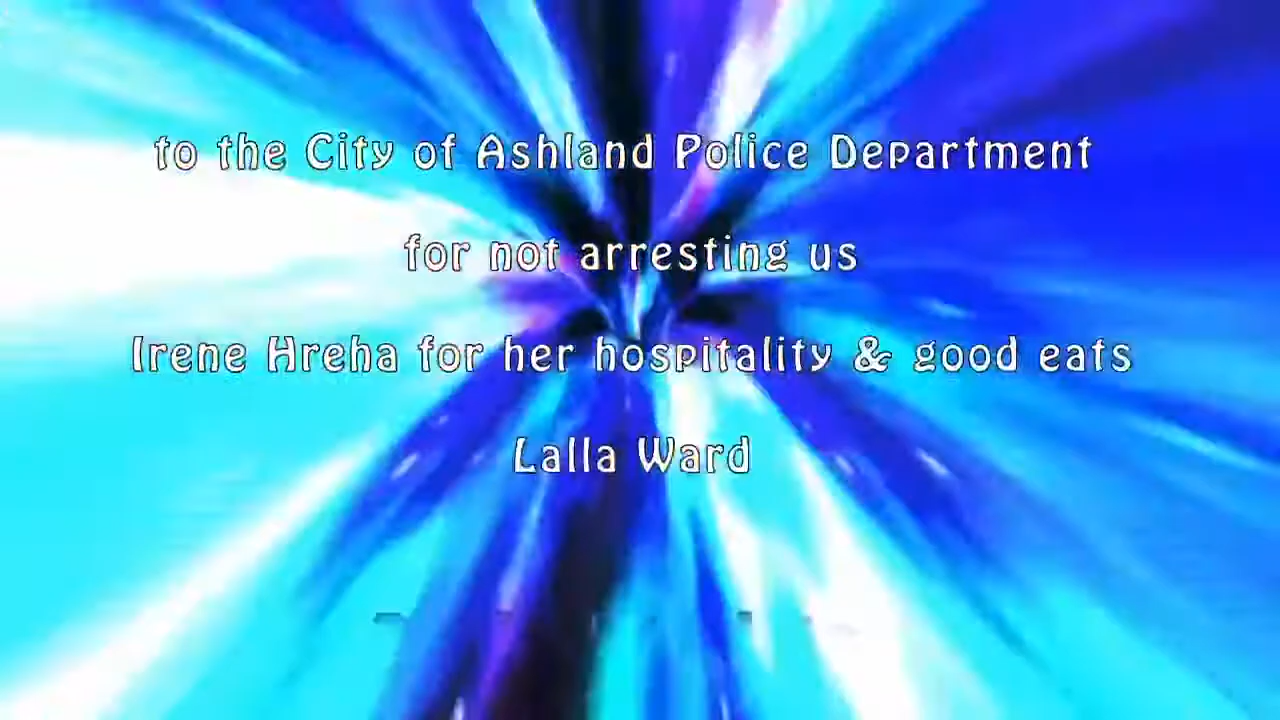 to the City of Ashland Police Department
for not arresting us
Irene Hreha for her hospitality & good eats
Lalla Ward